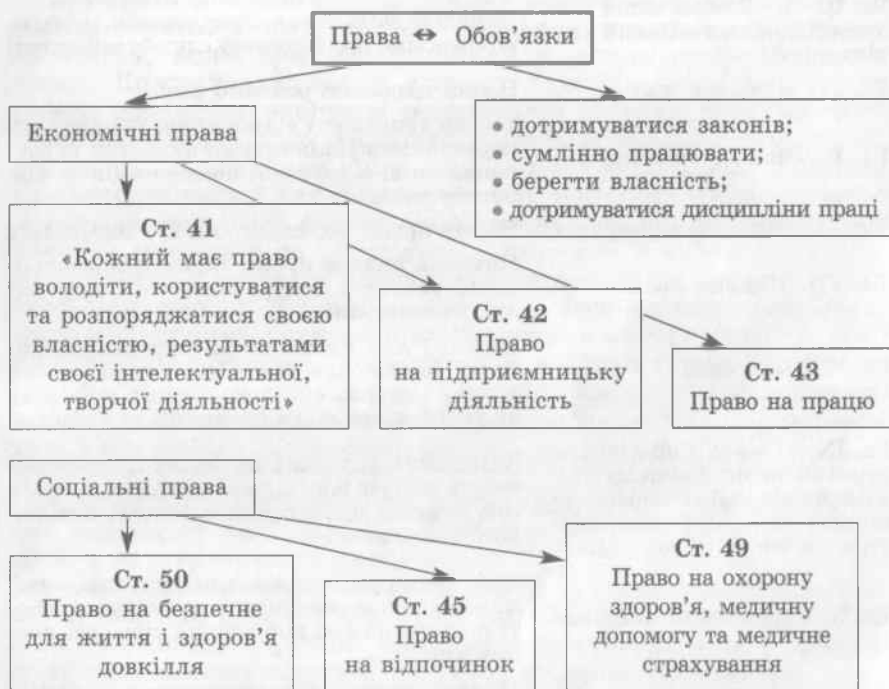 Права ⇔ Обов'язки
Економічні права
• дотримуватися законів;
• сумлінно працювати;
• берегти власність;
• дотримуватися дисципліни праці
Ст. 41
«Кожний має право
володіти, користуватися
та розпоряджатися своєю
власністю, результатами
своєї інтелектуальної,
творчої діяльності»
Ст. 42
Право
на підприємницьку
діяльність
Ст. 43
Право на працю
Соціальні права
Ст. 50
Право на безпечне
для життя і здоров'я
довкілля
Ст. 45
Право
на відпочинок
Ст. 49
Право на охорону
здоров'я, медичну
допомогу та медичне
страхування